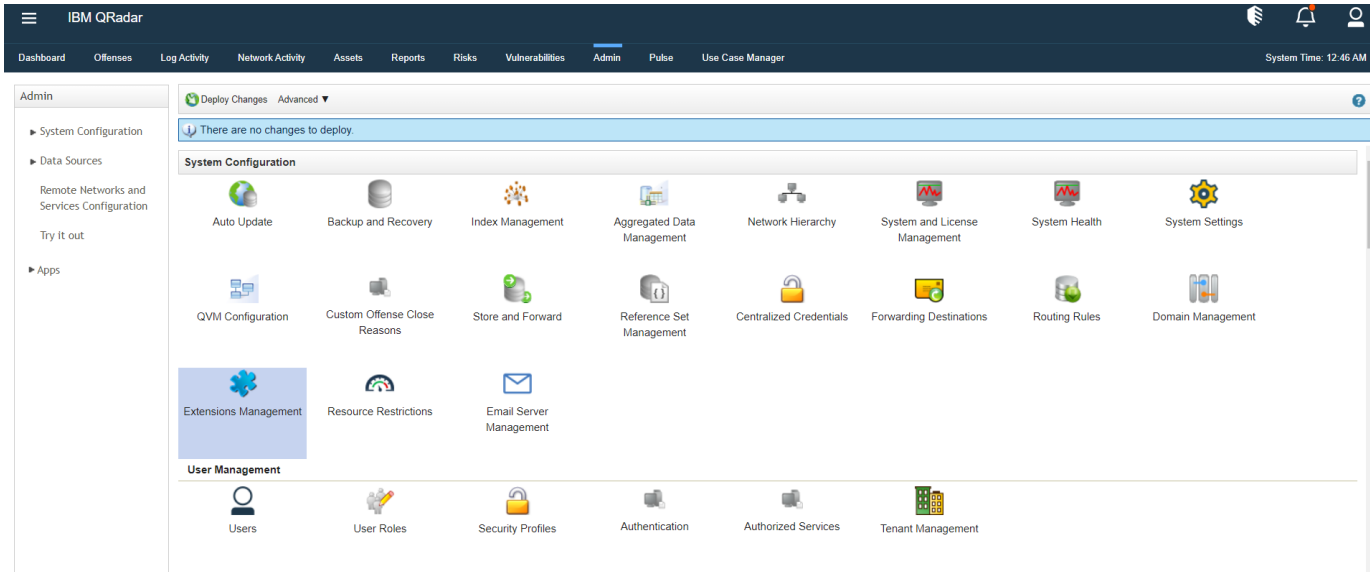 IBM QRadar
Dashboard Offenses Log Activity Network Activity Assets Reports Risks Vulnerabilities Admin Pulse Use Case Manager System Time: 12:46 AM
Admin
System Configuration
Data Sources
Remote Networks and
Services Configuration
Try it out
Apps
Deploy Changes Advanced ▼
There are no changes to deploy.
System Configuration
Auto Update
Backup and Recovery
Index Management
Aggregated Data
Management
Network Hierarchy
System and License
Management
System Health
System Settings
QVM Configuration
Custom Offense Close
Reasons
Store and Forward
Reference Set
Management
Centralized Credentials
Forwarding Destinations
Routing Rules
Domain Management
Extensions Management
Resource Restrictions
Email Server
Management
User Management
Users
User Roles
Security Profiles
Authentication
Authorized Services
Tenant Management